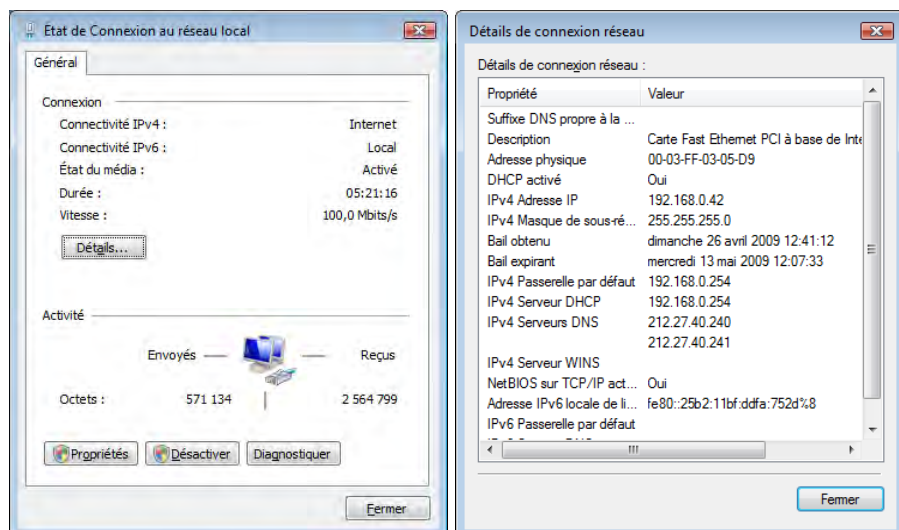 État de Connexion au réseau local
Général
Connexion
Connectivité IPv4 : Internet
Connectivité IPv6 : Local
État du média : Activé
Durée : 05:21:16
Vitesse : 100,0 Mbits/s
Détails...
Activité
Envoyés — Reçus
Octets : 571 134 2 564 799
Propriétés Désactiver Diagnostiquer
Fermer
Détails de connexion réseau
Détails de connexion réseau :
Propriété Valeur
Suffixe DNS propre à la ...
Description Carte Fast Ethernet PCI à base de Inte
Adresse physique 00-03-FF-03-05-D9
DHCP activé Oui
IPv4 Adresse IP 192.168.0.42
IPv4 Masque de sous-ré... 255.255.255.0
Bail obtenu dimanche 26 avril 2009 12:41:12
Bail expirant mercredi 13 mai 2009 12:07:33
IPv4 Passerelle par défaut 192.168.0.254
IPv4 Serveur DHCP 192.168.0.254
IPv4 Serveurs DNS 212.27.40.240
212.27.40.241
IPv4 Serveur WINS
NetBIOS sur TCP/IP act... Oui
Adresse IPv6 locale de li... fe80::25b2:11bf:ddfa:752d%8
IPv6 Passerelle par défaut
Fermer